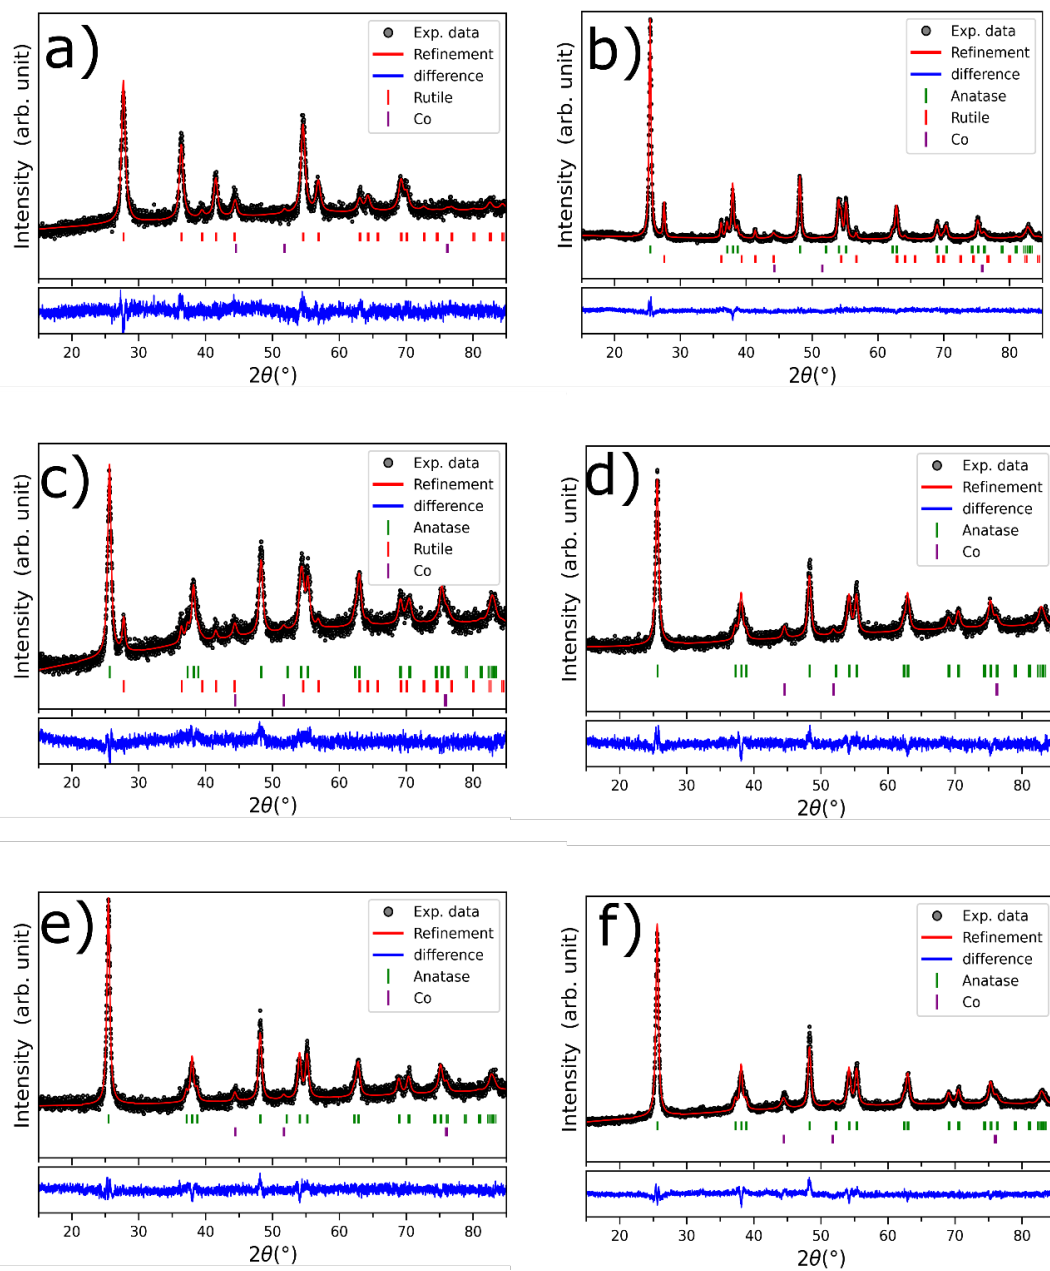 a)
Exp. data
Refinement
difference
Rutile
Co
Intensity (arb. unit)
20 30 40 50 60 70 80
2θ(°)
b)
Exp. data
Refinement
difference
Anatase
Rutile
Co
Intensity (arb. unit)
20 30 40 50 60 70 80
2θ(°)
c)
Exp. data
Refinement
difference
Anatase
Rutile
Co
Intensity (arb. unit)
20 30 40 50 60 70 80
2θ(°)
d)
Exp. data
Refinement
difference
Anatase
Co
Intensity (arb. unit)
20 30 40 50 60 70 80
2θ(°)
e)
Exp. data
Refinement
difference
Anatase
Co
Intensity (arb. unit)
20 30 40 50 60 70 80
2θ(°)
f)
Exp. data
Refinement
difference
Anatase
Co
Intensity (arb. unit)
20 30 40 50 60 70 80
2θ(°)